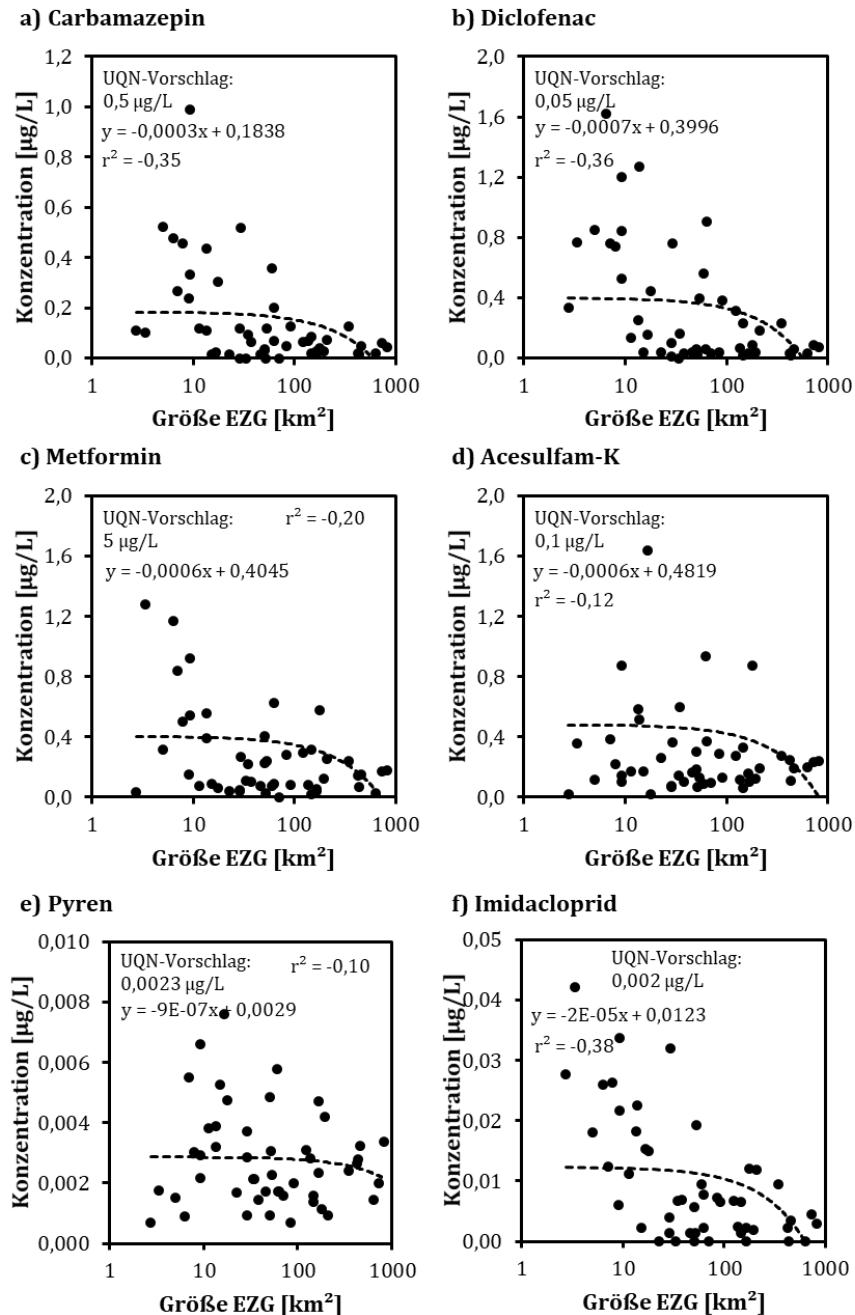 a) Carbamazepin
Konzentration [µg/L]
1,2
1,0
0,8
0,6
0,4
0,2
0,0
UQN-Vorschlag:
0,5 µg/L
y = -0,0003x + 0,1838
r² = -0,35
1 10 100 1000
Größe EZG [km²]
b) Diclofenac
Konzentration [µg/L]
2,0
1,6
1,2
0,8
0,4
0,0
UQN-Vorschlag:
0,05 µg/L
y = -0,0007x + 0,3996
r² = -0,36
1 10 100 1000
Größe EZG [km²]
c) Metformin
Konzentration [µg/L]
2,0
1,6
1,2
0,8
0,4
0,0
UQN-Vorschlag: r² = -0,20
5 µg/L
y = -0,0006x + 0,4045
1 10 100 1000
Größe EZG [km²]
d) Acesulfam-K
Konzentration [µg/L]
2,0
1,6
1,2
0,8
0,4
0,0
UQN-Vorschlag:
0,1 µg/L
y = -0,0006x + 0,4819
r² = -0,12
1 10 100 1000
Größe EZG [km²]
e) Pyren
Konzentration [µg/L]
0,010
0,008
0,006
0,004
0,002
0,000
UQN-Vorschlag: r² = -0,10
0,0023 µg/L
y = -9E-07x + 0,0029
1 10 100 1000
Größe EZG [km²]
f) Imidacloprid
Konzentration [µg/L]
0,05
0,04
0,03
0,02
0,01
0,00
UQN-Vorschlag:
0,002 µg/L
y = -2E-05x + 0,0123
r² = -0,38
1 10 100 1000
Größe EZG [km²]